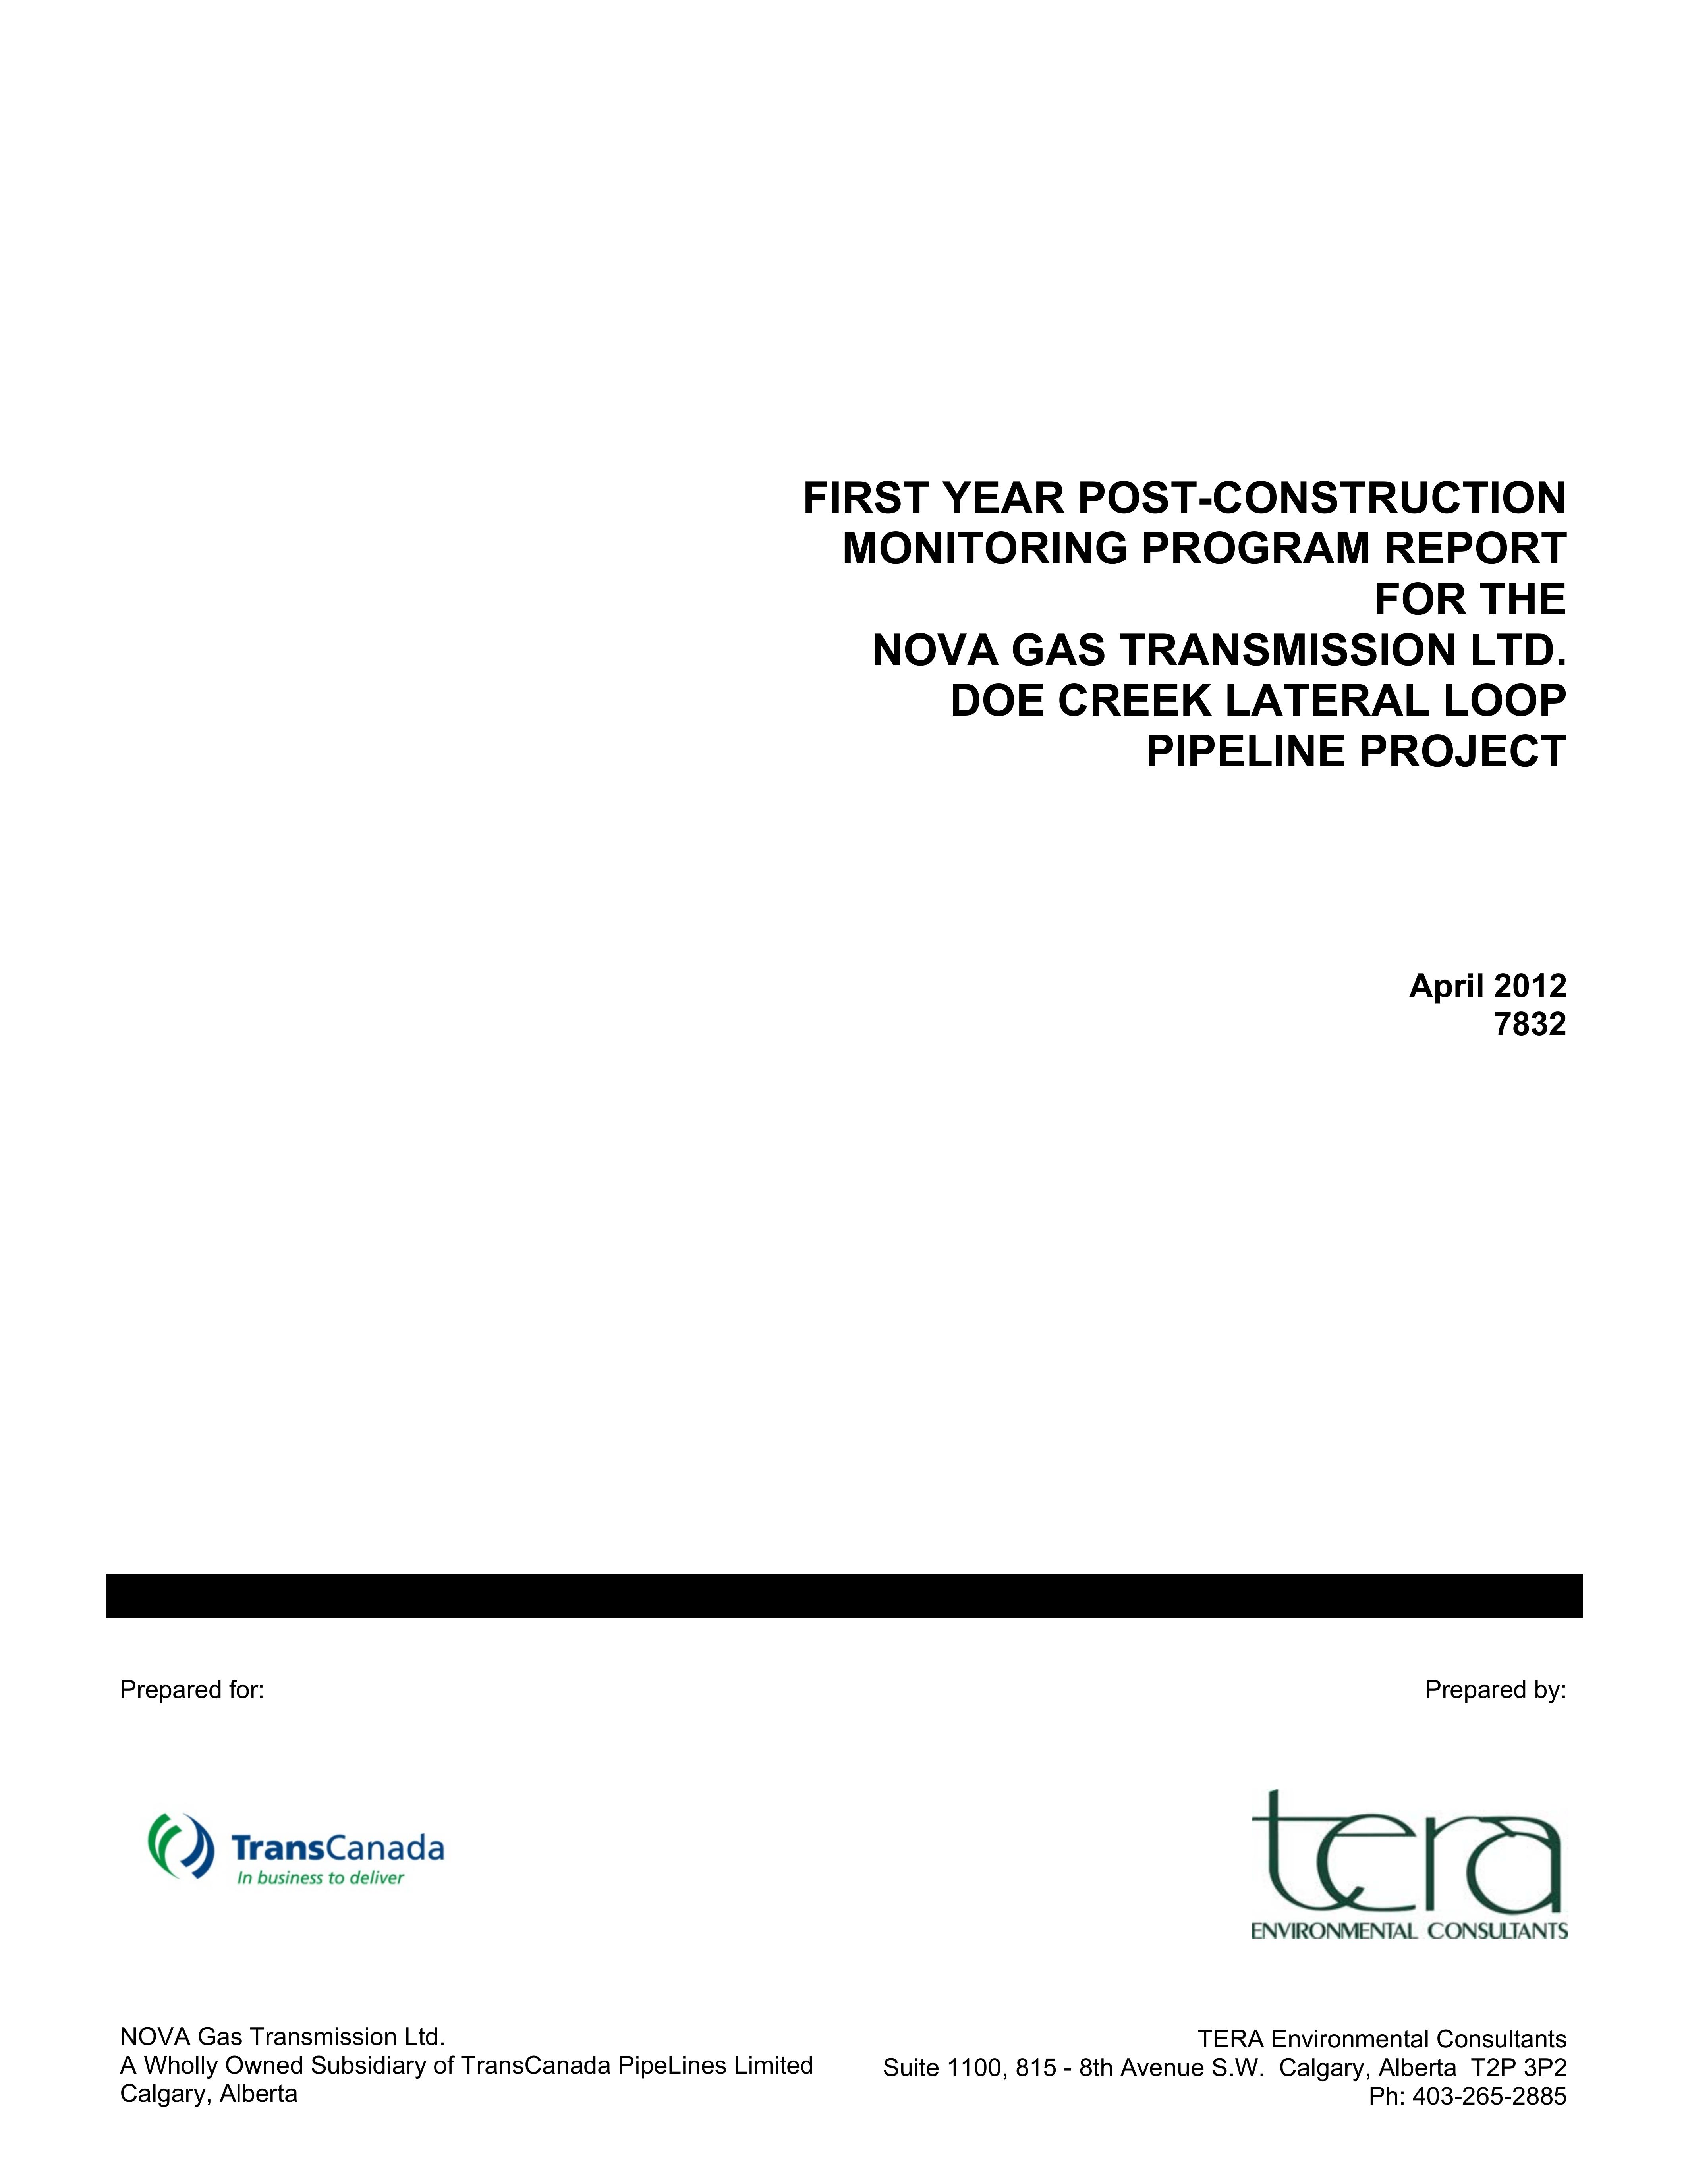 FIRST YEAR POST-CONSTRUCTION
MONITORING PROGRAM REPORT
FOR THE
NOVA GAS TRANSMISSION LTD.
DOE CREEK LATERAL LOOP
PIPELINE PROJECT
April 2012
7832
Prepared for:
Prepared by:
TransCanada
In business to deliver
tera
ENVIRONMENTAL CONSULTANTS
NOVA Gas Transmission Ltd.
A Wholly Owned Subsidiary of TransCanada PipeLines Limited
Calgary, Alberta
TERA Environmental Consultants
Suite 1100, 815 - 8th Avenue S.W.  Calgary, Alberta  T2P 3P2
Ph: 403-265-2885